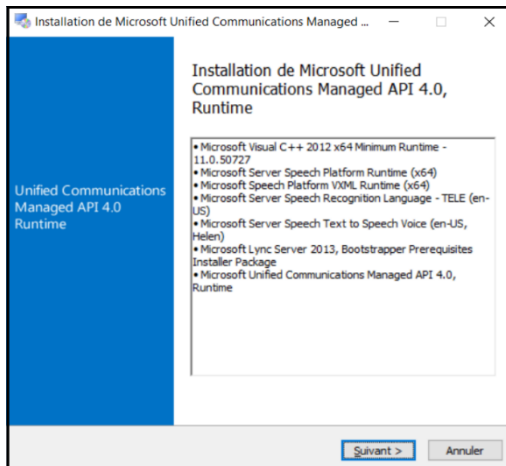 Installation de Microsoft Unified Communications Managed ...
Installation de Microsoft Unified
Communications Managed API 4.0,
Runtime
Unified Communications
Managed API 4.0
Runtime
• Microsoft Visual C++ 2012 x64 Minimum Runtime -
11.0.50727
• Microsoft Server Speech Platform Runtime (x64)
• Microsoft Speech Platform VXML Runtime (x64)
• Microsoft Server Speech Recognition Language - TELE (en-
US)
• Microsoft Server Speech Text to Speech Voice (en-US,
Helen)
• Microsoft Lync Server 2013, Bootstrapper Prerequisites
Installer Package
• Microsoft Unified Communications Managed API 4.0,
Runtime
Suivant >
Annuler